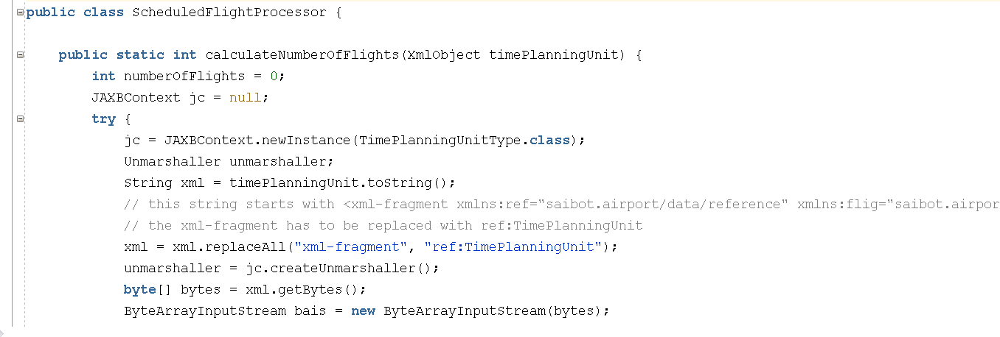 public class ScheduledFlightProcessor {
public static int calculateNumberOfFlights(XmlObject timePlanningUnit) {
int numberOfFlights = 0;
JAXBContext jc = null;
try {
jc = JAXBContext.newInstance(TimePlanningUnitType.class);
Unmarshaller unmarshaller;
String xml = timePlanningUnit.toString();
// this string starts with <xml-fragment xmlns:ref="saibot.airport/data/reference" xmlns:flig="saibot.airpor
// the xml-fragment has to be replaced with ref:TimePlanningUnit
xml = xml.replaceAll("xml-fragment", "ref:TimePlanningUnit");
unmarshaller = jc.createUnmarshaller();
byte[] bytes = xml.getBytes();
ByteArrayInputStream bais = new ByteArrayInputStream(bytes);